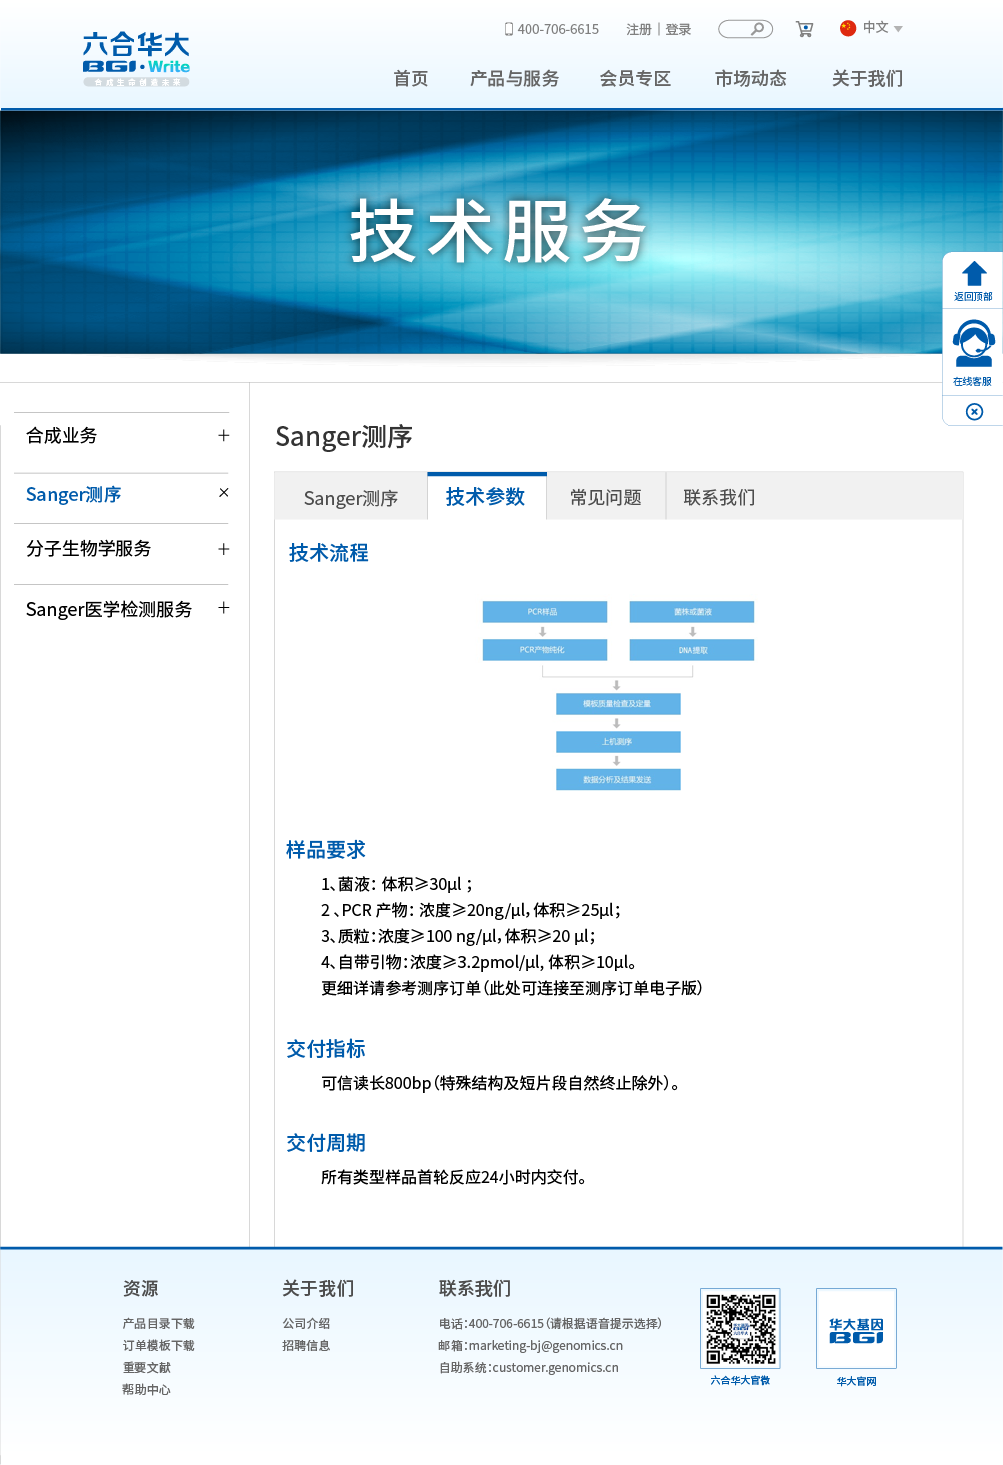 400-706-6615
注册 | 登录
中文
六合华大
BGI·Write
合成生命创造未来
首页 产品与服务 会员专区 市场动态 关于我们
技术服务
返回顶部
在线客服
合成业务 +
Sanger测序 ×
分子生物学服务 +
Sanger医学检测服务 +
Sanger测序
Sanger测序 技术参数 常见问题 联系我们
技术流程
PCR样品 菌株或菌液
PCR产物纯化 DNA提取
模板质量检查及定量
上机测序
数据分析及结果发送
样品要求
1、菌液： 体积≥30μl ；
2 、PCR 产物： 浓度≥20ng/μl，体积≥25μl；
3、质粒：浓度≥100 ng/μl，体积≥20 μl；
4、自带引物：浓度≥3.2pmol/μl, 体积≥10μl。
更细详请参考测序订单（此处可连接至测序订单电子版）
交付指标
可信读长800bp（特殊结构及短片段自然终止除外）。
交付周期
所有类型样品首轮反应24小时内交付。
资源
产品目录下载
订单模板下载
重要文献
帮助中心
关于我们
公司介绍
招聘信息
联系我们
电话：400-706-6615（请根据语音提示选择）
邮箱：marketing-bj@genomics.cn
自助系统：customer.genomics.cn
六合华大官微
华大基因
BGI
华大官网